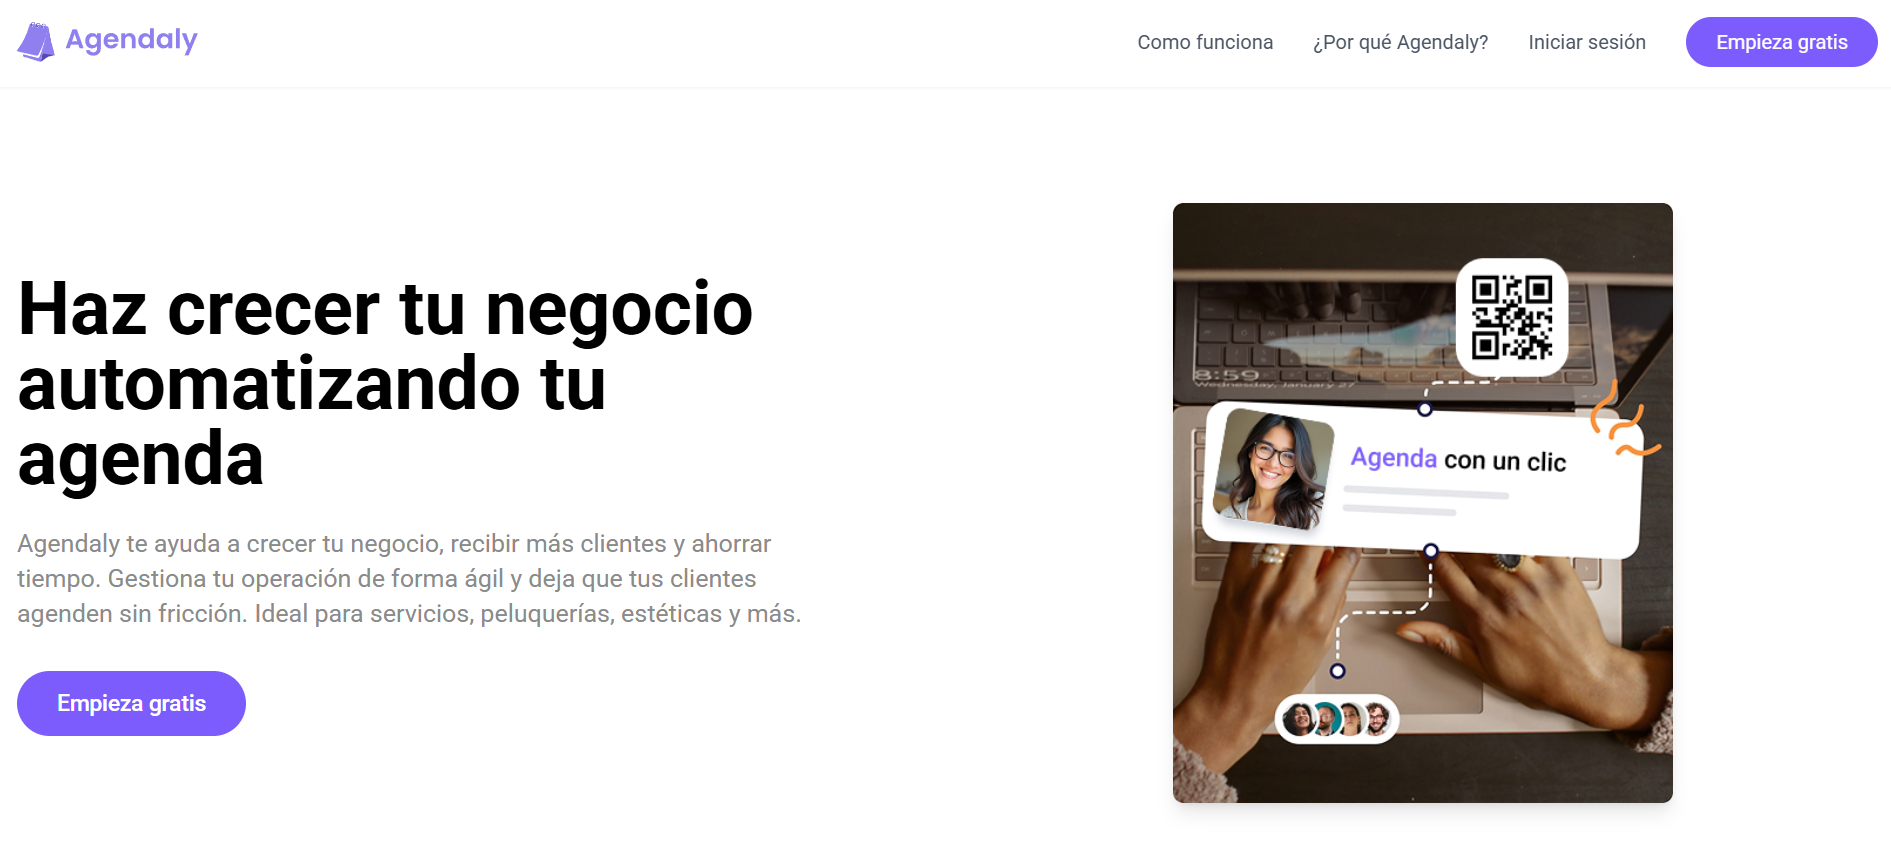 Agendaly
Como funciona
¿Por qué Agendaly?
Iniciar sesión
Empieza gratis
Haz crecer tu negocio
automatizando tu
agenda
Agendaly te ayuda a crecer tu negocio, recibir más clientes y ahorrar
tiempo. Gestiona tu operación de forma ágil y deja que tus clientes
agenden sin fricción. Ideal para servicios, peluquerías, estéticas y más.
Empieza gratis
8:59
Wednesday, January 27
Agenda con un clic